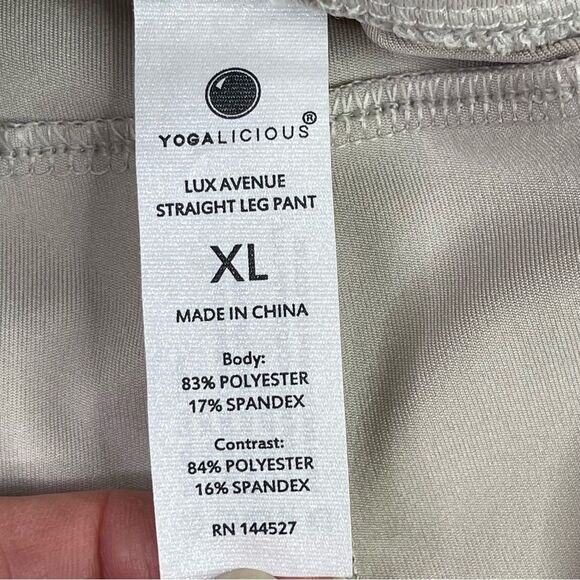 YOGALICIOUS®
LUX AVENUE
STRAIGHT LEG PANT
XL
MADE IN CHINA
Body:
83% POLYESTER
17% SPANDEX
Contrast:
84% POLYESTER
16% SPANDEX
RN 144527